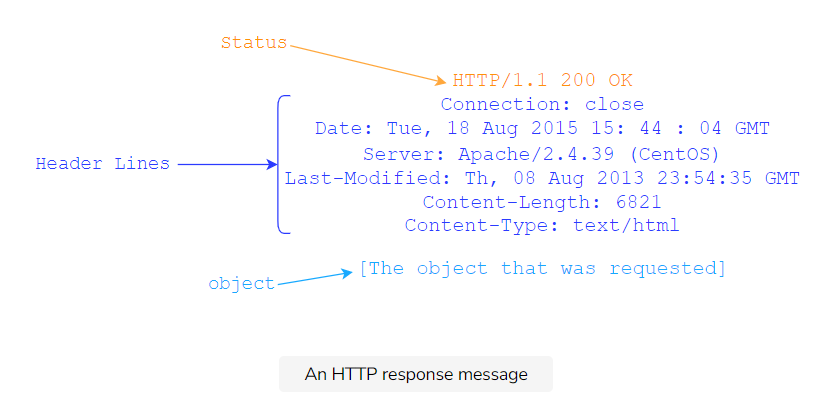 Status
HTTP/1.1 200 OK
Connection: close
Date: Tue, 18 Aug 2015 15: 44 : 04 GMT
Server: Apache/2.4.39 (CentOS)
Header Lines
Last-Modified: Th, 08 Aug 2013 23:54:35 GMT
Content-Length: 6821
Content-Type: text/html
[The object that was requested]
object
An HTTP response message